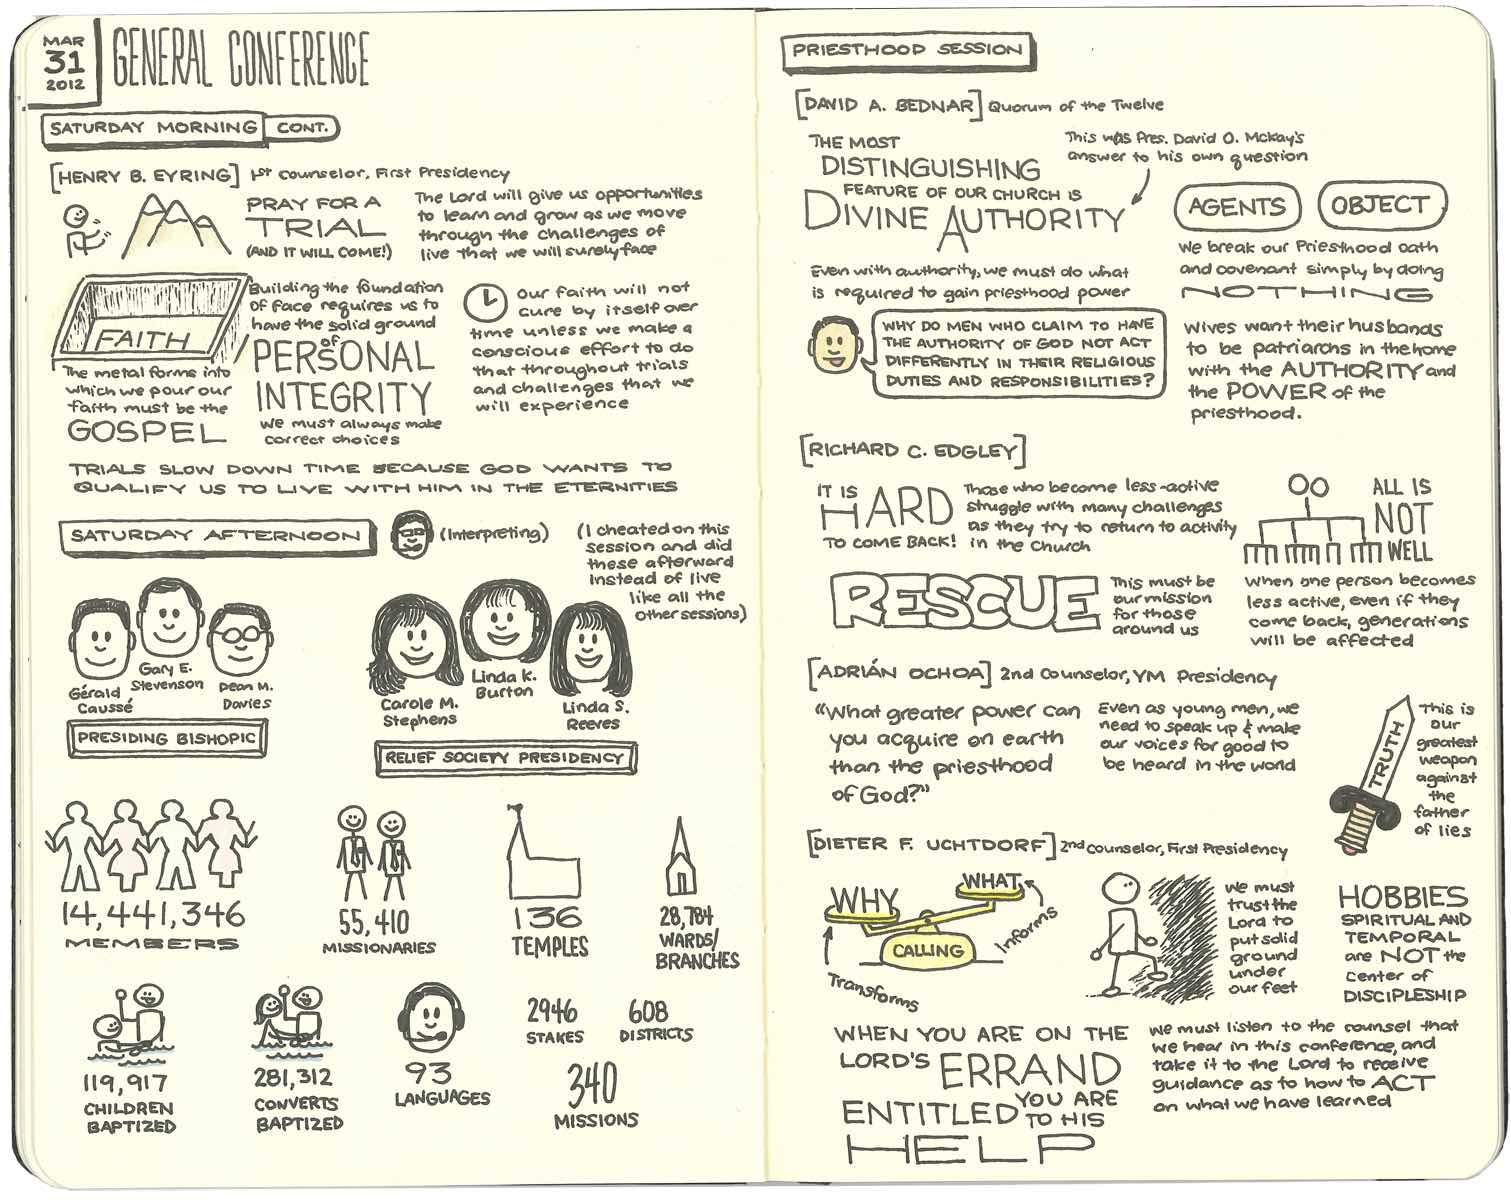 MAR
31
2012
GENERAL CONFERENCE
SATURDAY MORNING CONT.
[HENRY B. EYRING] 1st counselor, First Presidency
PRAY FOR A
TRIAL
(AND IT WILL COME!)
The Lord will give us opportunities
to learn and grow as we move
through the challenges of
live that we will surely face
FAITH
The metal forms into
which we pour our
faith must be the
GOSPEL
Building the foundation
of face requires us to
have the solid ground
of
PERSONAL
INTEGRITY
We must always make
correct choices
Our faith will not
cure by itself over
time unless we make a
conscious effort to do
that throughout trials
and challenges that we
will experience
TRIALS SLOW DOWN TIME BECAUSE GOD WANTS TO
QUALIFY US TO LIVE WITH HIM IN THE ETERNITIES
SATURDAY AFTERNOON
(Interpreting)
(I cheated on this
session and did
these afterward
instead of live
like all the
other sessions)
Gérald
Caussé
Gary E.
Stevenson
Dean M.
Davies
PRESIDING BISHOPIC
Carole M.
Stephens
Linda K.
Burton
Linda S.
Reeves
RELIEF SOCIETY PRESIDENCY
14,441,346
MEMBERS
55,410
MISSIONARIES
136
TEMPLES
28,784
WARDS/
BRANCHES
119,917
CHILDREN
BAPTIZED
281,312
CONVERTS
BAPTIZED
93
LANGUAGES
2946
STAKES
608
DISTRICTS
340
MISSIONS
PRIESTHOOD SESSION
[DAVID A. BEDNAR] Quorum of the Twelve
THE MOST
DISTINGUISHING
FEATURE OF OUR CHURCH IS
DIVINE AUTHORITY
This was Pres. David O. McKay's
answer to his own question
Even with authority, we must do what
is required to gain priesthood power
WHY DO MEN WHO CLAIM TO HAVE
THE AUTHORITY OF GOD NOT ACT
DIFFERENTLY IN THEIR RELIGIOUS
DUTIES AND RESPONSIBILITIES?
AGENTS
OBJECT
We break our Priesthood oath
and covenant simply by doing
NOTHING
Wives want their husbands
to be patriarchs in the home
with the AUTHORITY and
the POWER of the
priesthood.
[RICHARD C. EDGLEY]
IT IS
HARD
TO COME BACK!
Those who become less-active
struggle with many challenges
as they try to return to activity
in the Church
RESCUE
This must be
our mission
for those
around us
ALL IS
NOT
WELL
When one person becomes
less active, even if they
come back, generations
will be affected
[ADRIÁN OCHOA] 2nd Counselor, YM Presidency
"What greater power can
you acquire on earth
than the priesthood
of God?"
Even as young men, we
need to speak up & make
our voices for good to
be heard in the world
TRUTH
This is
our
greatest
weapon
against
the
father
of lies
[DIETER F. UCHTDORF] 2nd Counselor, First Presidency
WHY
WHAT
CALLING
Transforms
Informs
We must
trust the
Lord to
put solid
ground
under
our feet
HOBBIES
SPIRITUAL AND
TEMPORAL
are NOT the
center of
DISCIPLESHIP
WHEN YOU ARE ON THE
LORD'S ERRAND
YOU ARE
ENTITLED TO HIS
HELP
We must listen to the counsel that
we hear in this conference, and
take it to the Lord to receive
guidance as to how to ACT
on what we have learned